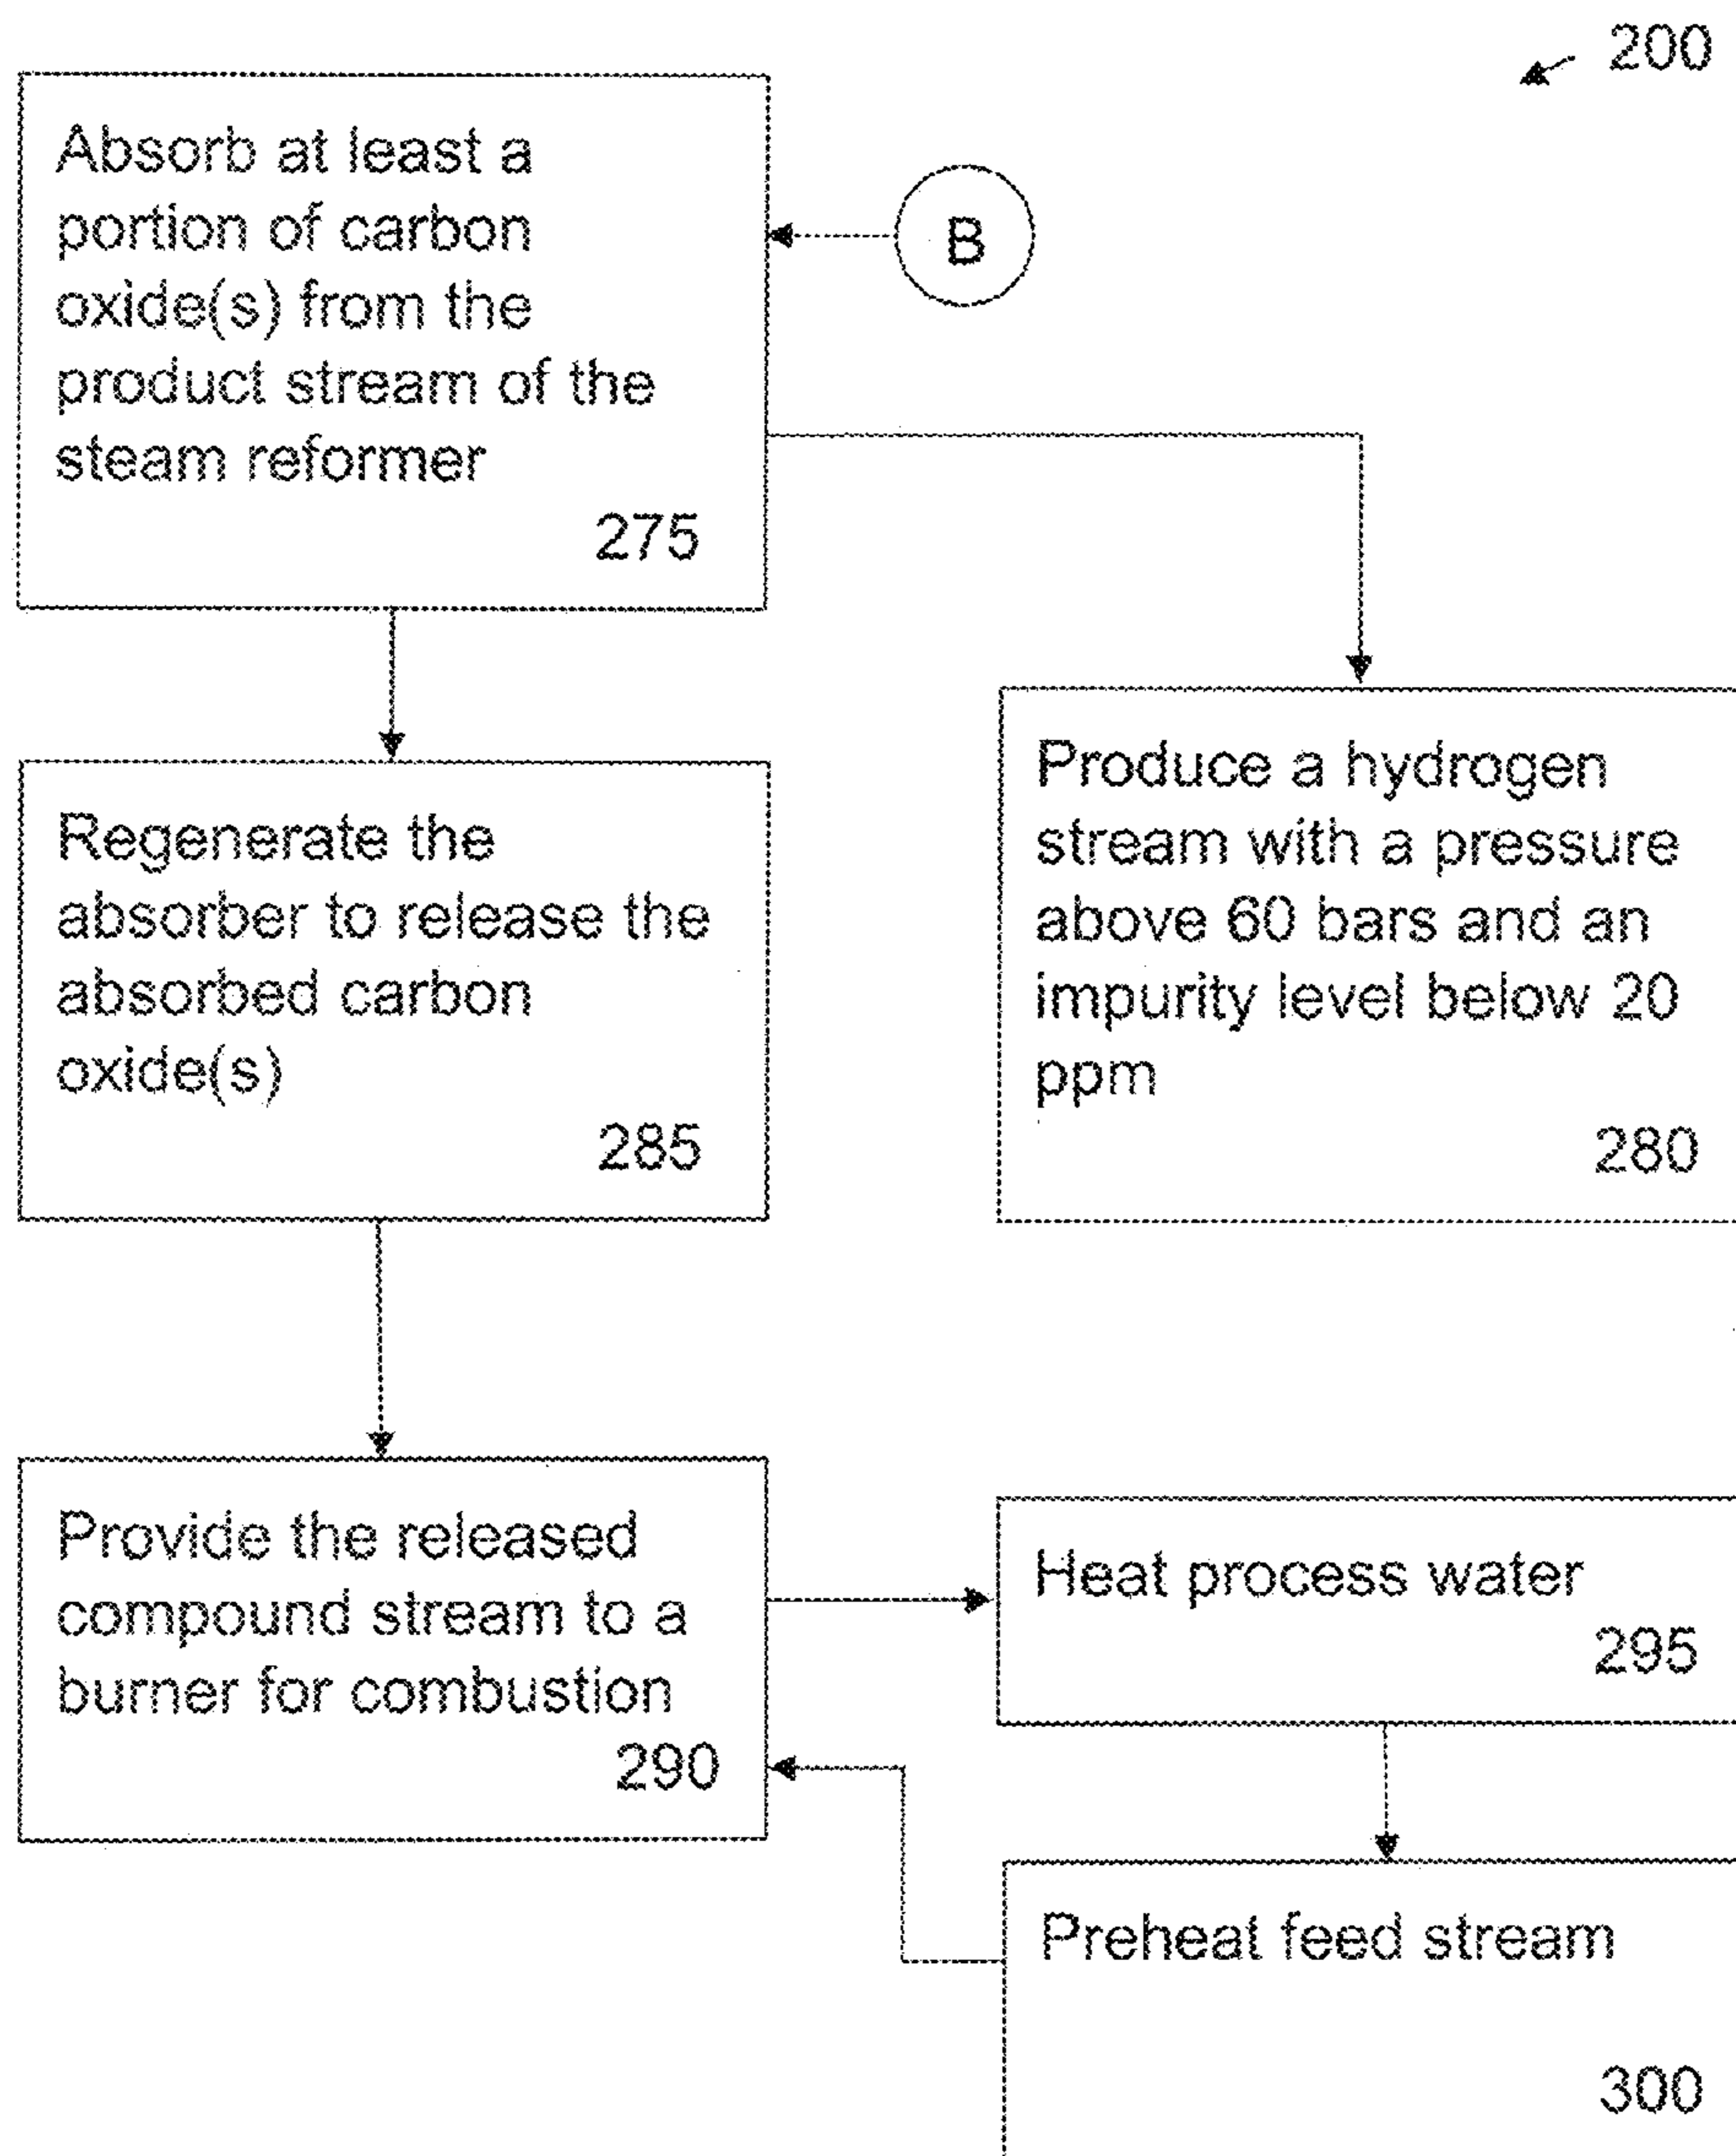 200
Absorb at least a
portion of carbon
oxide(s) from the
product stream of the
steam reformer
275
B
Regenerate the
absorber to release the
absorbed carbon
oxide(s)
285
Produce a hydrogen
stream with a pressure
above 60 bars and an
impurity level below 20
ppm
280
Provide the released
compound stream to a
burner for combustion
290
Heat process water
295
Preheat feed stream
300